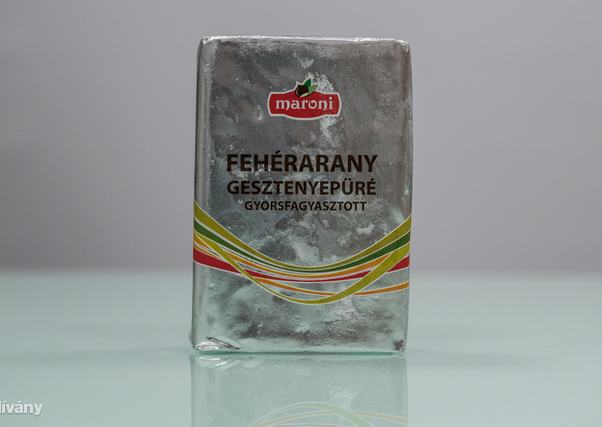 maroni
FEHÉRARANY
GESZTENYEPÜRÉ
GYORSFAGYASZTOTT